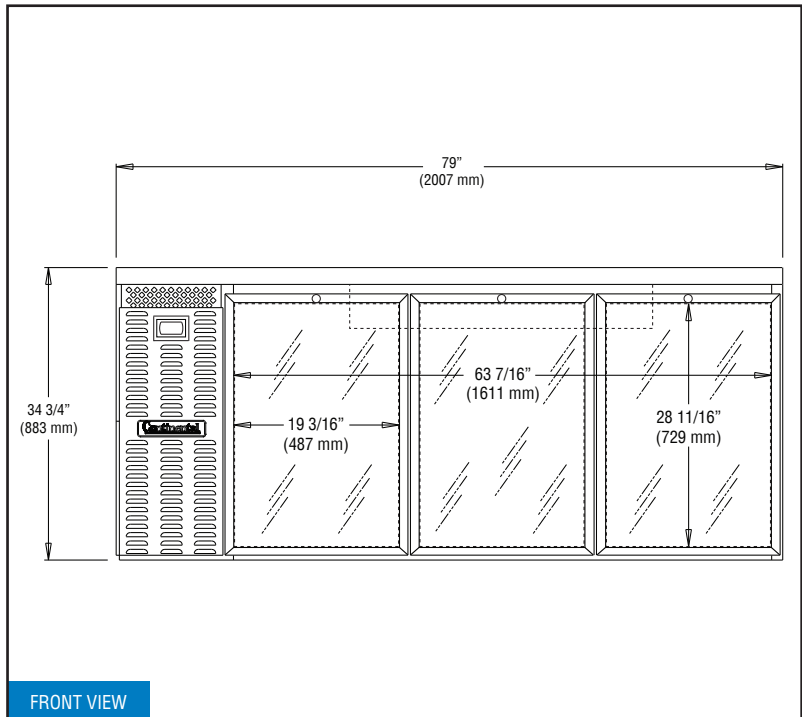 79”
(2007 mm)
63 7/16”
(1611 mm)
34 3/4”
(883 mm)
19 3/16”
(487 mm)
28 11/16”
(729 mm)
Continental
FRONT VIEW